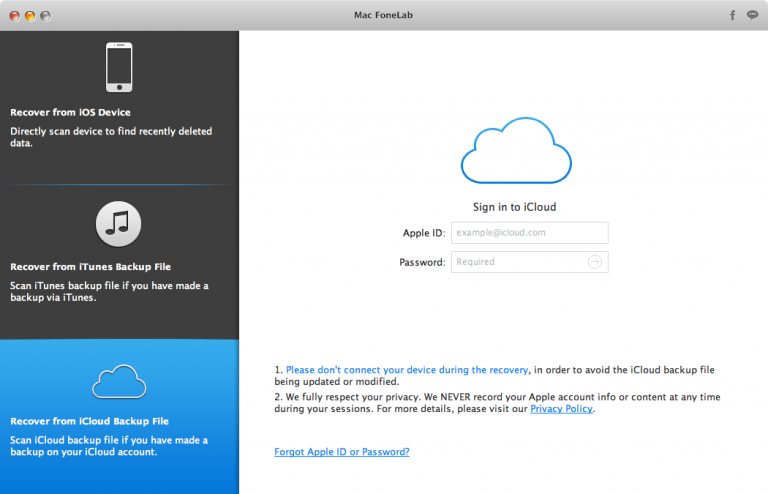 Mac FoneLab
Recover from iOS Device
Directly scan device to find recently deleted
data.
Recover from iTunes Backup File
Scan iTunes backup file if you have made a
backup via iTunes.
Recover from iCloud Backup File
Scan iCloud backup file if you have made a
backup on your iCloud account.
Sign in to iCloud
Apple ID: example@icloud.com
Password: Required
1. Please don't connect your device during the recovery, in order to avoid the iCloud backup file
being updated or modified.
2. We fully respect your privacy. We NEVER record your Apple account info or content at any time
during your sessions. For more details, please visit our Privacy Policy.
Forgot Apple ID or Password?